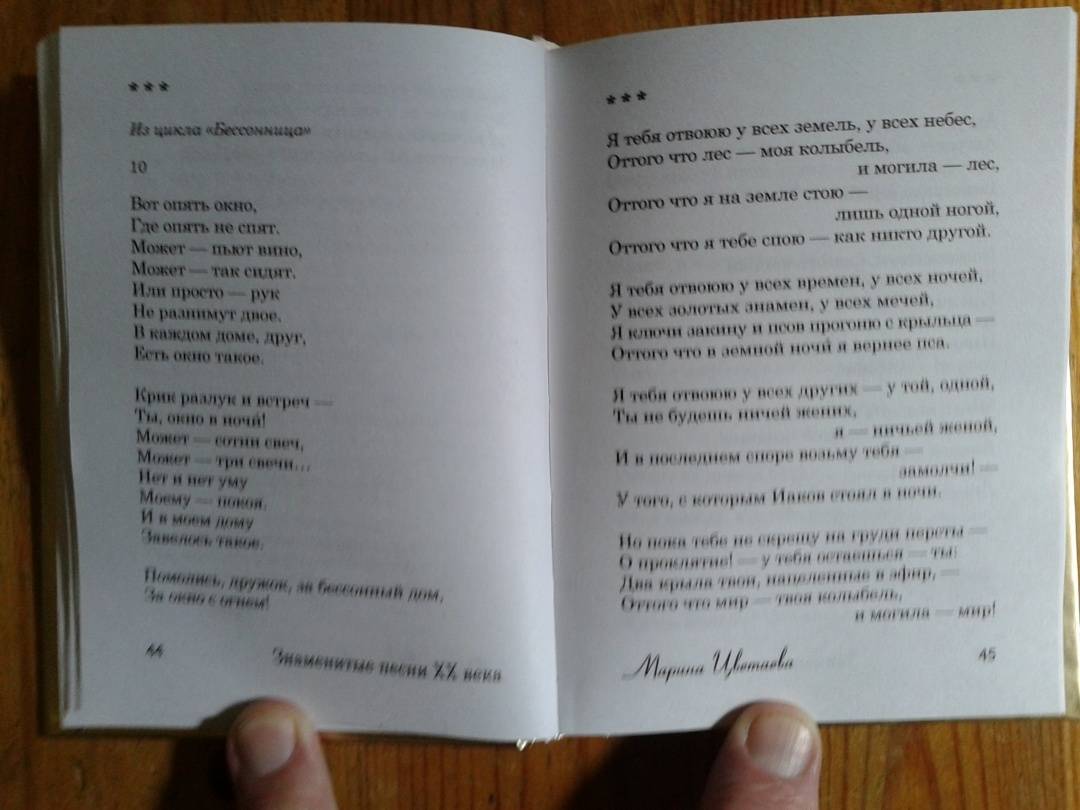 * * *
Из цикла «Бессонница»
10
Вот опять окно,
Где опять не спят.
Может — пьют вино,
Может — так сидят.
Или просто — рук
Не разнимут двое.
В каждом доме, друг,
Есть окно такое.
Крик разлук и встреч —
Ты, окно в ночи!
Может — сотни свеч,
Может — три свечи...
Нет и нет уму
Моему — покоя.
И в моем дому
Завелось такое.
Помолись, дружок, за бессонный дом,
За окно с огнем!
44
Знаменитые песни XX века
* * *
Я тебя отвоюю у всех земель, у всех небес,
Оттого что лес — моя колыбель,
и могила — лес,
Оттого что я на земле стою —
лишь одной ногой,
Оттого что я тебе спою — как никто другой.
Я тебя отвоюю у всех времен, у всех ночей,
У всех золотых знамен, у всех мечей,
Я ключи закину и псов прогоню с крыльца —
Оттого что в земной ночи́ я вернее пса.
Я тебя отвоюю у всех других — у той, одной,
Ты не будешь ничей жених,
я — ничьей женой,
И в последнем споре возьму тебя —
замолчи! —
У того, с которым Иаков стоял в ночи.
Но пока тебе не скрещу на груди персты —
О проклятие! — у тебя остаешься — ты:
Два крыла твои, нацеленные в эфир, —
Оттого что мир — твоя колыбель,
и могила — мир!
Марина Цветаева
45